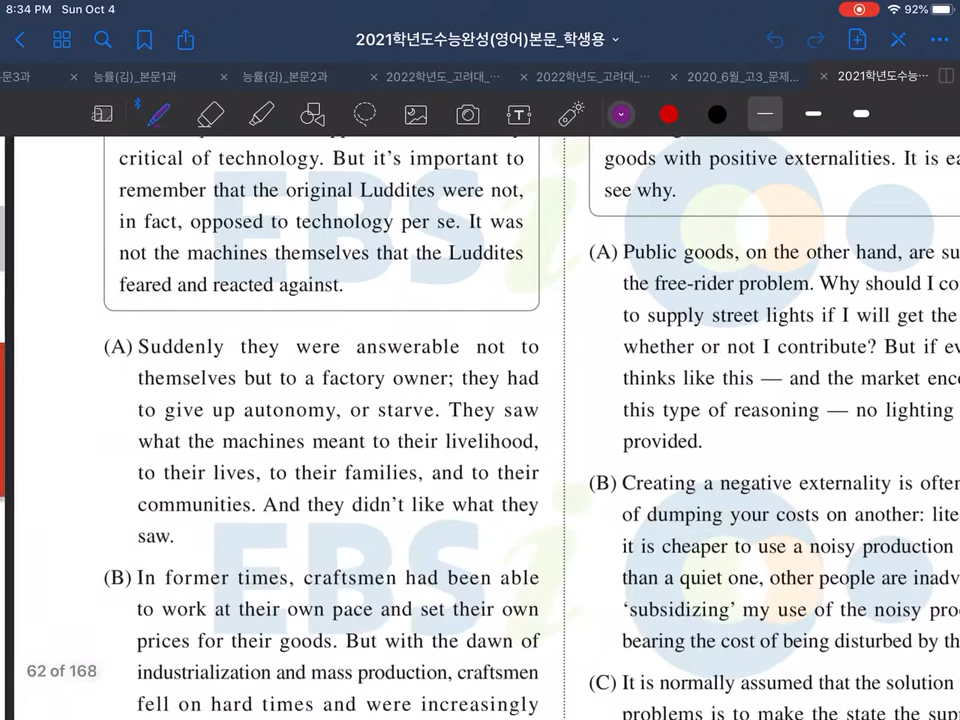 8:34 PM Sun Oct 4
92%
2021학년도수능완성(영어)본문_학생용
문3과
능률(김)_본문1과
능률(김)_본문2과
2022학년도_고려대_…
2022학년도_고려대_…
2020_6월_고3_문제…
2021학년도수능…
critical of technology. But it's important to
remember that the original Luddites were not,
in fact, opposed to technology per se. It was
not the machines themselves that the Luddites
feared and reacted against.
(A) Suddenly they were answerable not to
themselves but to a factory owner; they had
to give up autonomy, or starve. They saw
what the machines meant to their livelihood,
to their lives, to their families, and to their
communities. And they didn't like what they
saw.
(B) In former times, craftsmen had been able
to work at their own pace and set their own
prices for their goods. But with the dawn of
industrialization and mass production, craftsmen
fell on hard times and were increasingly
62 of 168
goods with positive externalities. It is ea
see why.
(A) Public goods, on the other hand, are su
the free-rider problem. Why should I co
to supply street lights if I will get the
whether or not I contribute? But if ev
thinks like this — and the market enc
this type of reasoning — no lighting
provided.
(B) Creating a negative externality is often
of dumping your costs on another: lite
it is cheaper to use a noisy production
than a quiet one, other people are inadv
'subsidizing' my use of the noisy pro
bearing the cost of being disturbed by th
(C) It is normally assumed that the solution
problems is to make the state the sup
EBSi
EBSi